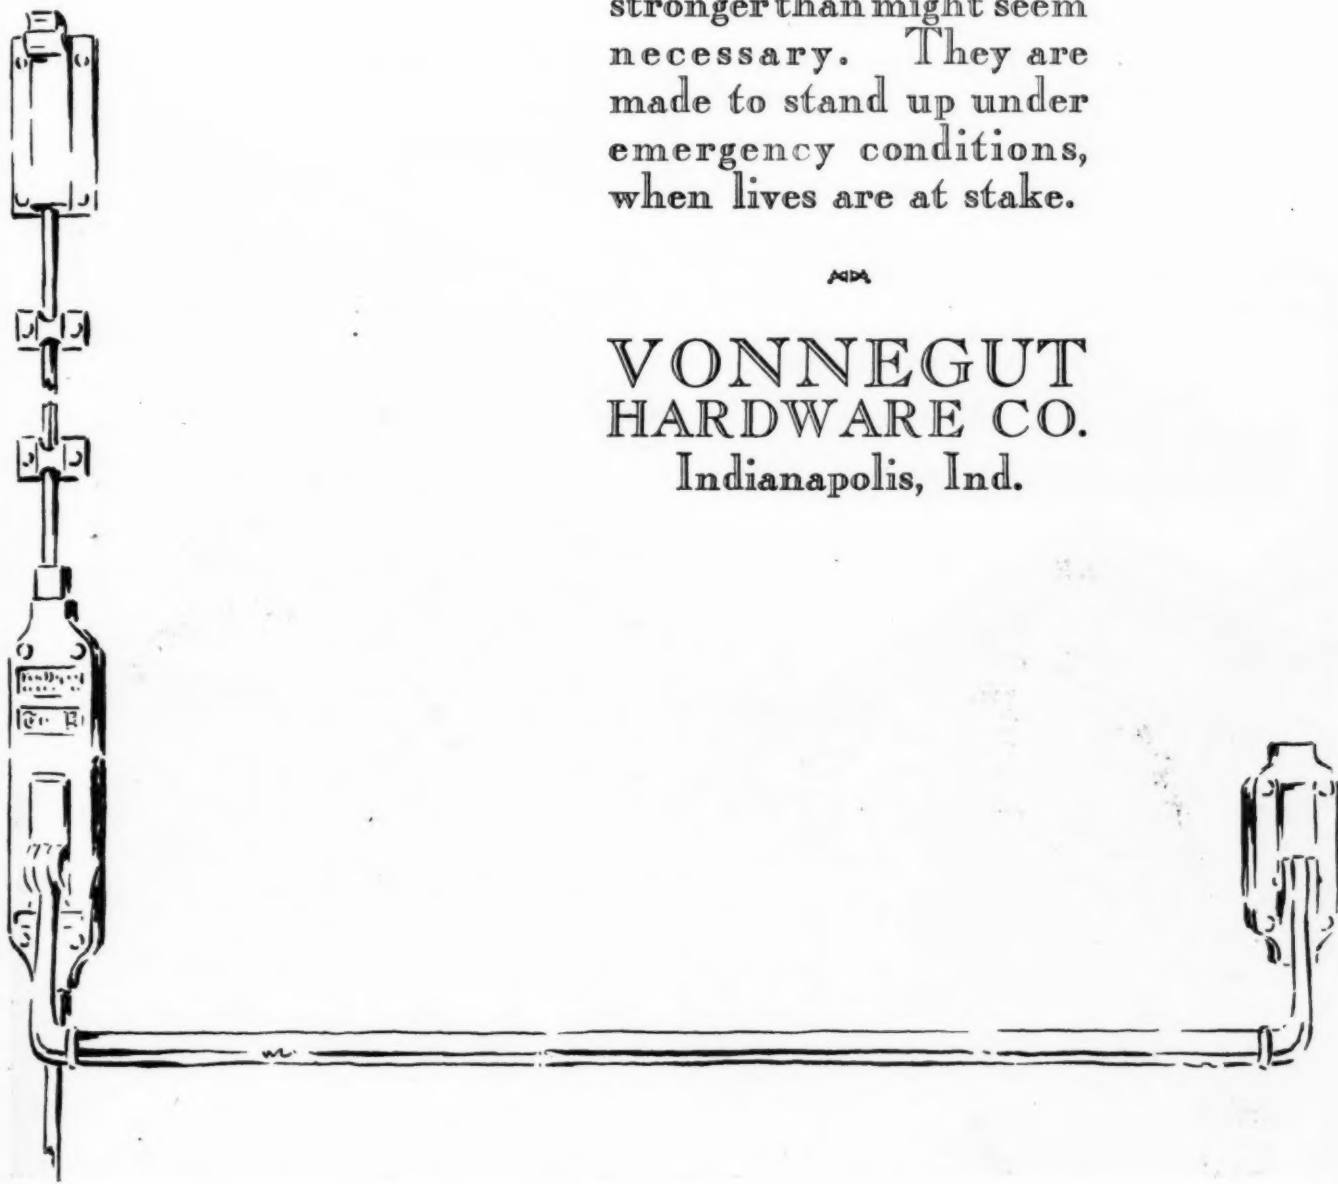 stronger than might seem
necessary. They are
made to stand up under
emergency conditions,
when lives are at stake.
VONNEGUT
HARDWARE CO.
Indianapolis, Ind.